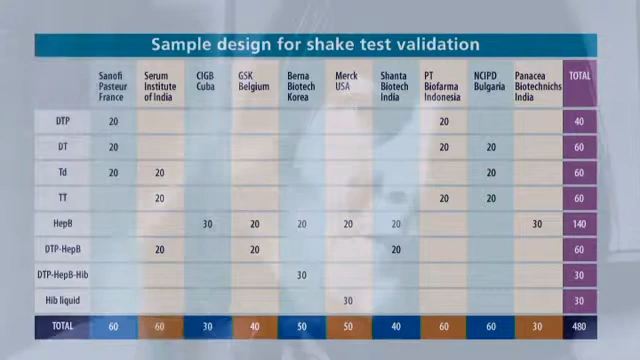 Sample design for shake test validation
Sanofi Pasteur France Serum Institute of India CIGB Cuba GSK Belgium Berna Biotech Korea Merck USA Shanta Biotech India PT Biofarma Indonesia NCIPD Bulgaria Panacea Biotechnichs India TOTAL
DTP 20 20 40
DT 20 20 20 60
Td 20 20 20 60
TT 20 20 20 60
HepB 30 20 20 20 20 30 140
DTP-HepB 20 20 20 60
DTP-HepB-Hib 30 30
Hib liquid 30 30
TOTAL 60 60 30 40 50 50 40 60 60 30 480